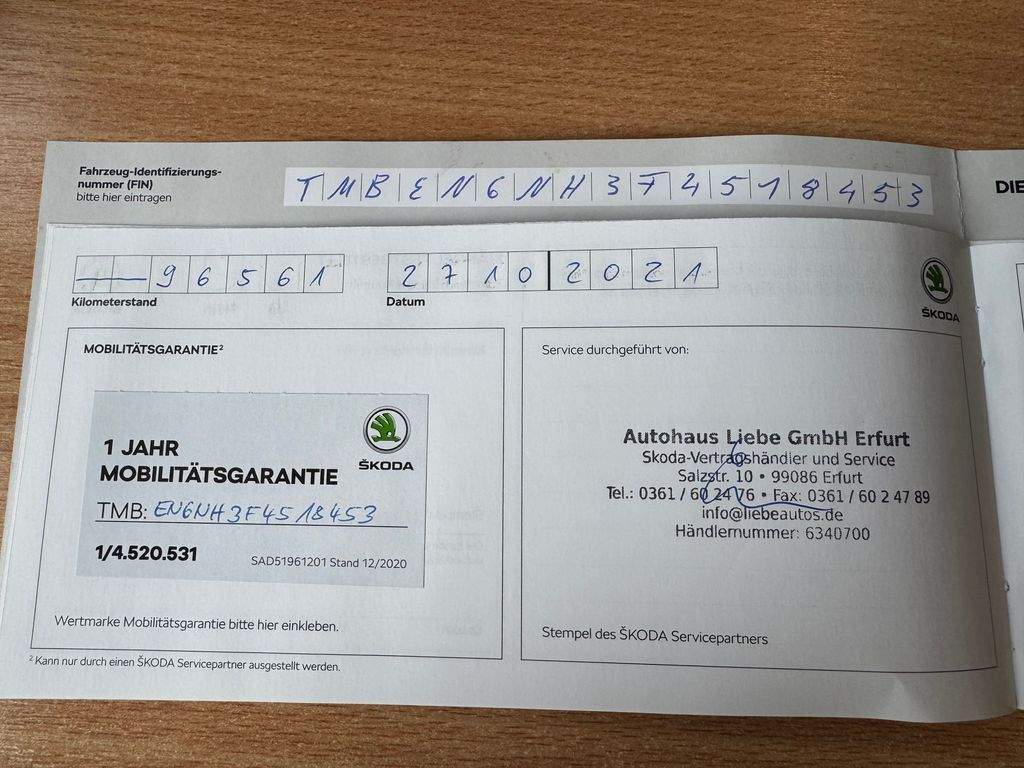 Fahrzeug-Identifizierungs-
nummer (FIN)
bitte hier eintragen
TMBEN6NH3F4518453
DIE
96561
27102021
Kilometerstand
Datum
ŠKODA
MOBILITÄTSGARANTIE²
Service durchgeführt von:
1 JAHR
MOBILITÄTSGARANTIE
ŠKODA
TMB: EN6NH3F4518453
1/4.520.531
SAD51961201 Stand 12/2020
Wertmarke Mobilitätsgarantie bitte hier einkleben.
Autohaus Liebe GmbH Erfurt
Skoda-Vertragshändler und Service
Salzstr. 10 • 99086 Erfurt
Tel.: 0361 / 60 24 76 • Fax: 0361 / 60 2 47 89
info@liebeautos.de
Händlernummer: 6340700
Stempel des ŠKODA Servicepartners
² Kann nur durch einen ŠKODA Servicepartner ausgestellt werden.